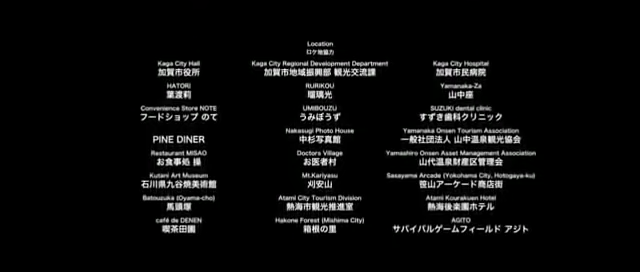 Location
ロケ地協力
Kaga City Hall
加賀市役所
Kaga City Regional Development Department
加賀市地域振興部 観光交流課
Kaga City Hospital
加賀市民病院
HATORI
葉渡莉
RURIKOU
瑠璃光
Yamanaka-Za
山中座
Convenience Store NOTE
フードショップ のて
UMIBOUZU
うみぼうず
SUZUKI dental clinic
すずき歯科クリニック
PINE DINER
Nakasugi Photo House
中杉写真館
Yamanaka Onsen Tourism Association
一般社団法人 山中温泉観光協会
Restaurant MISAO
お食事処 操
Doctors Village
お医者村
Yamashiro Onsen Asset Management Association
山代温泉財産区管理会
Kutani Art Museum
石川県九谷焼美術館
Mt.Kariyasu
刈安山
Sasayama Arcade (Yokohama City, Hotogaya-ku)
笹山アーケード商店街
Batouzuka (Oyama-cho)
馬頭塚
Atami City Tourism Division
熱海市観光推進室
Atami Kourakuen Hotel
熱海後楽園ホテル
café de DENEN
喫茶田園
Hakone Forest (Mishima City)
箱根の里
AGITO
サバイバルゲームフィールド アジト